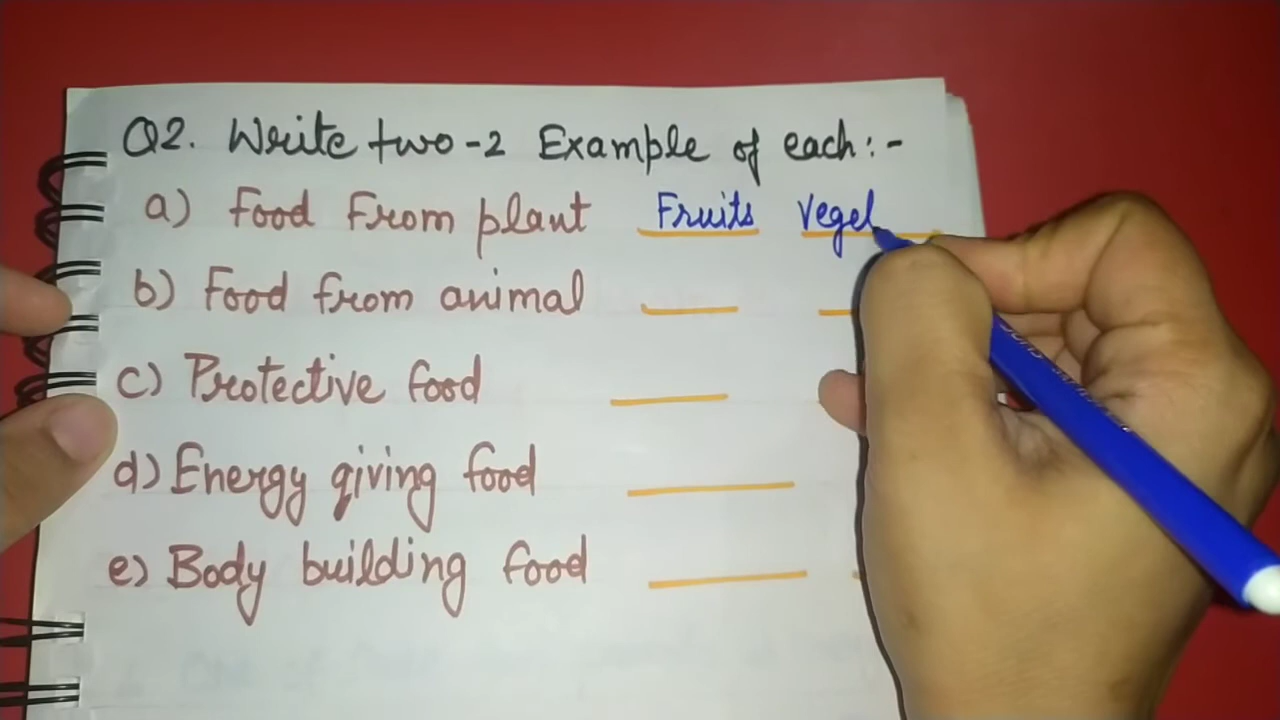 Q2. Write two-2 Example of each:-
a) Food From plant Fruits Veget
b) Food from animal
c) Protective food
d) Energy giving food
e) Body building food